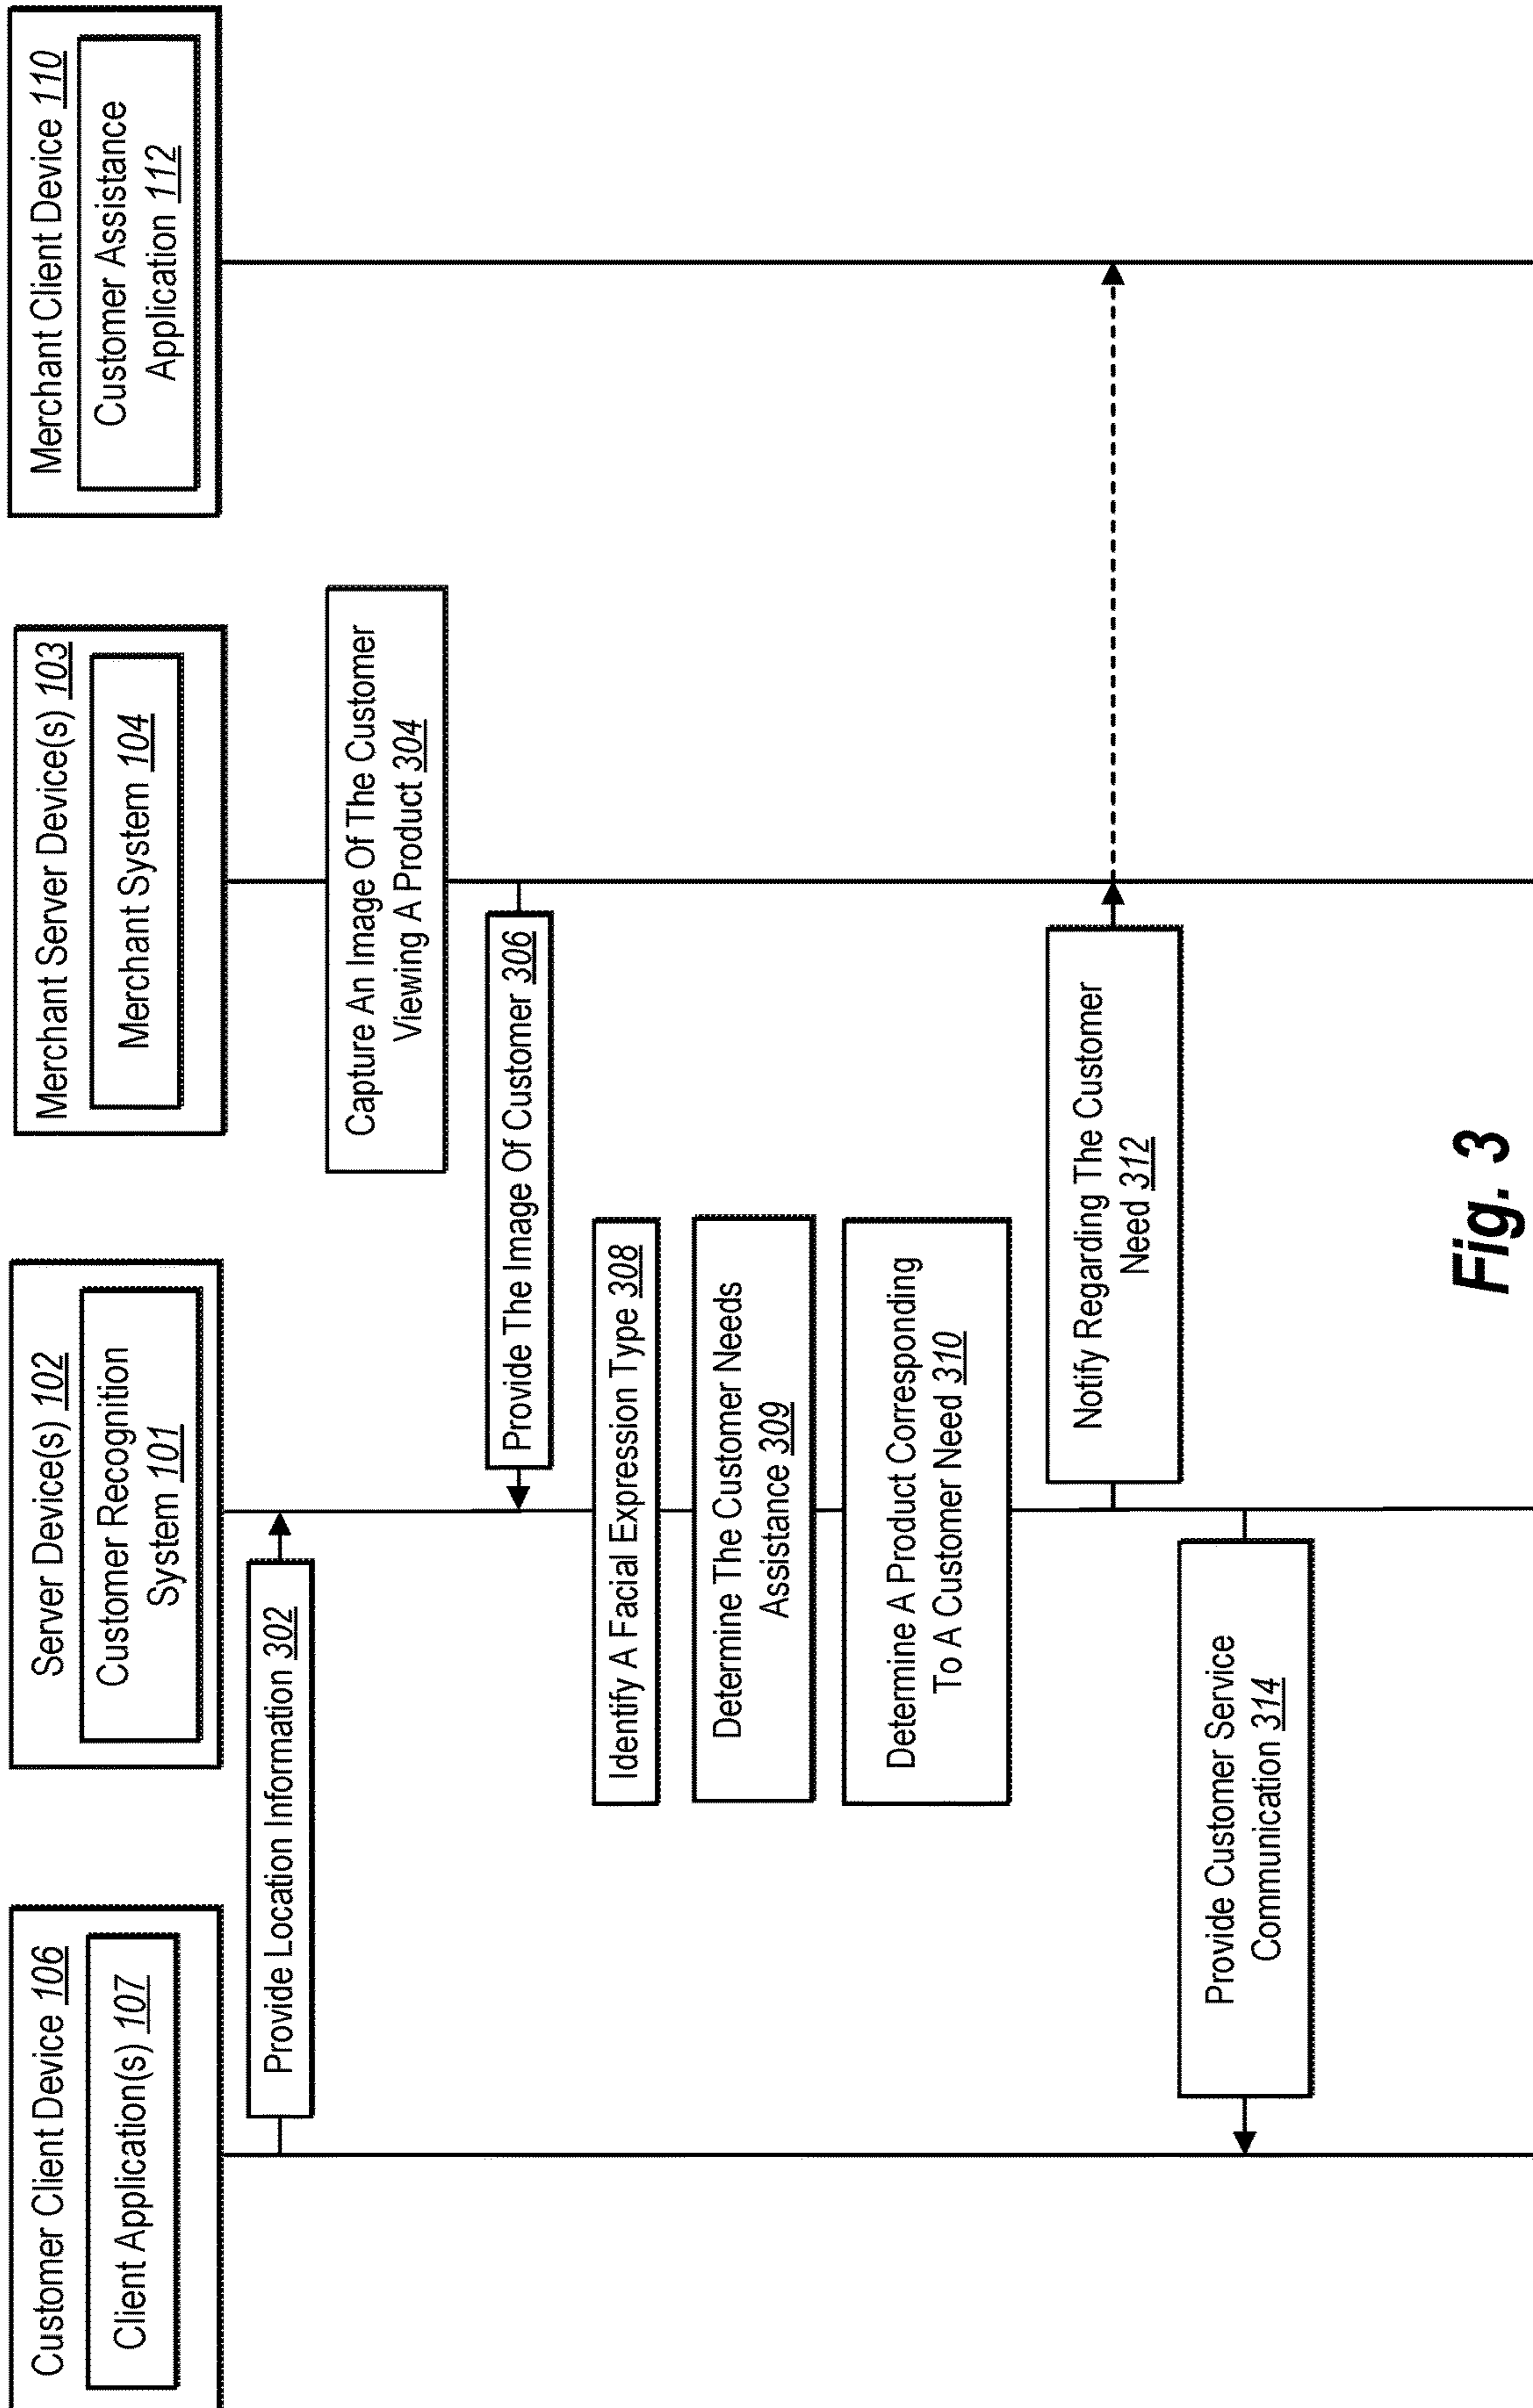 Customer Client Device 106
Client Application(s) 107
Server Device(s) 102
Customer Recognition
System 101
Merchant Server Device(s) 103
Merchant System 104
Merchant Client Device 110
Customer Assistance
Application 112
Provide Location Information 302
Capture An Image Of The Customer
Viewing A Product 304
Provide The Image Of Customer 306
Identify A Facial Expression Type 308
Determine The Customer Needs
Assistance 309
Determine A Product Corresponding
To A Customer Need 310
Notify Regarding The Customer
Need 312
Provide Customer Service
Communication 314
Fig. 3